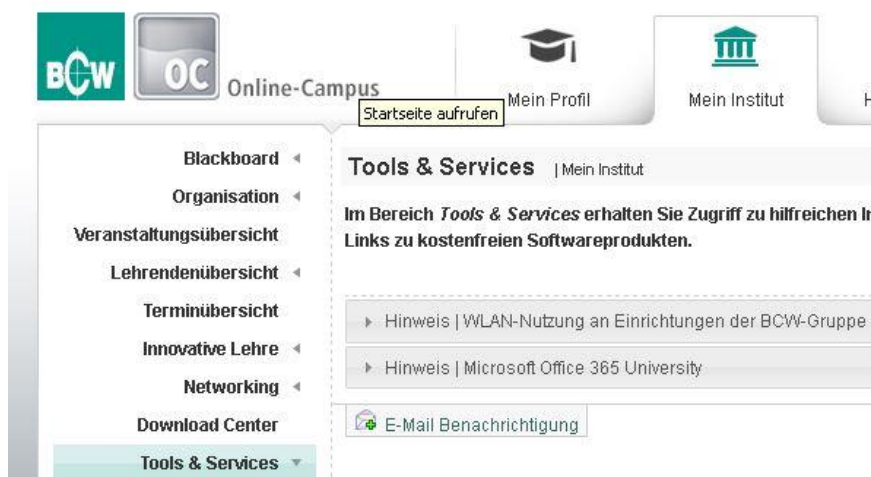 BCW
OC
Online-Campus
Startseite aufrufen
Mein Profil
Mein Institut
Blackboard
Organisation
Veranstaltungsübersicht
Lehrendenübersicht
Terminübersicht
Innovative Lehre
Networking
Download Center
Tools & Services
Tools & Services | Mein Institut
Im Bereich Tools & Services erhalten Sie Zugriff zu hilfreichen
Links zu kostenfreien Softwareprodukten.
Hinweis | WLAN-Nutzung an Einrichtungen der BCW-Gruppe
Hinweis | Microsoft Office 365 University
E-Mail Benachrichtigung